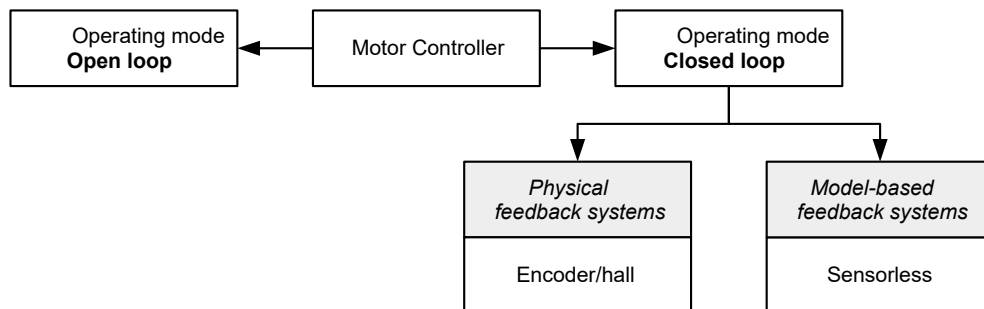 Operating mode
Open loop
Motor Controller
Operating mode
Closed loop
Physical
feedback systems
Model-based
feedback systems
Encoder/hall
Sensorless